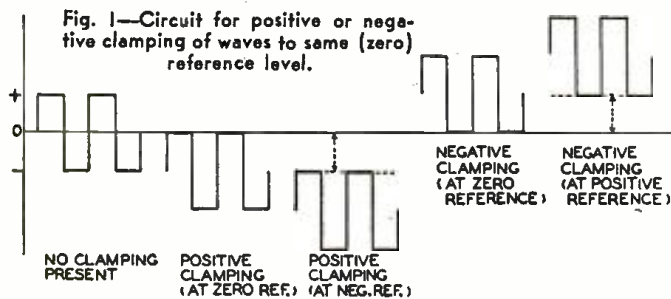 Fig. 1—Circuit for positive or nega-
tive clamping of waves to same (zero)
reference level.
+
0
-
NO CLAMPING
PRESENT
POSITIVE
CLAMPING
(AT ZERO REF.)
POSITIVE
CLAMPING
(AT NEG.REF.)
NEGATIVE
CLAMPING
(AT ZERO
REFERENCE)
NEGATIVE
CLAMPING
(AT POSITIVE
REFERENCE)